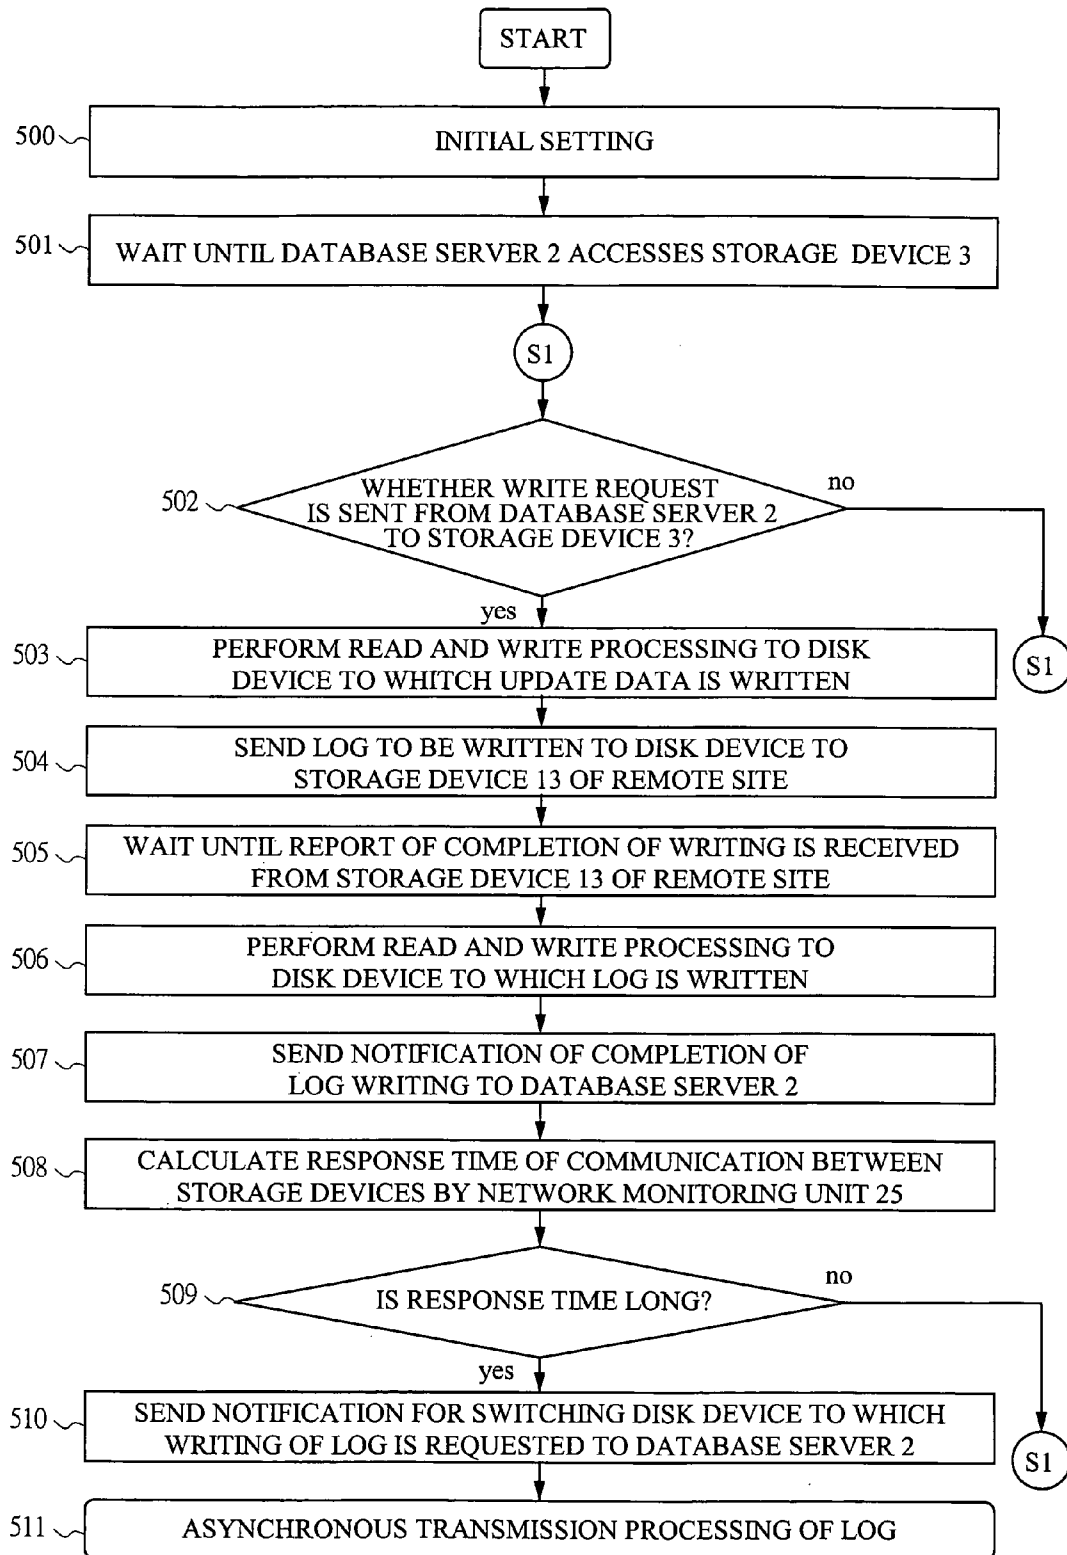 START
500
INITIAL SETTING
501
WAIT UNTIL DATABASE SERVER 2 ACCESSES STORAGE DEVICE 3
S1
502
WHETHER WRITE REQUEST
IS SENT FROM DATABASE SERVER 2
TO STORAGE DEVICE 3?
no
yes
S1
503
PERFORM READ AND WRITE PROCESSING TO DISK
DEVICE TO WHITCH UPDATE DATA IS WRITTEN
504
SEND LOG TO BE WRITTEN TO DISK DEVICE TO
STORAGE DEVICE 13 OF REMOTE SITE
505
WAIT UNTIL REPORT OF COMPLETION OF WRITING IS RECEIVED
FROM STORAGE DEVICE 13 OF REMOTE SITE
506
PERFORM READ AND WRITE PROCESSING TO
DISK DEVICE TO WHICH LOG IS WRITTEN
507
SEND NOTIFICATION OF COMPLETION OF
LOG WRITING TO DATABASE SERVER 2
508
CALCULATE RESPONSE TIME OF COMMUNICATION BETWEEN
STORAGE DEVICES BY NETWORK MONITORING UNIT 25
509
IS RESPONSE TIME LONG?
no
yes
510
SEND NOTIFICATION FOR SWITCHING DISK DEVICE TO WHICH
WRITING OF LOG IS REQUESTED TO DATABASE SERVER 2
S1
511
ASYNCHRONOUS TRANSMISSION PROCESSING OF LOG